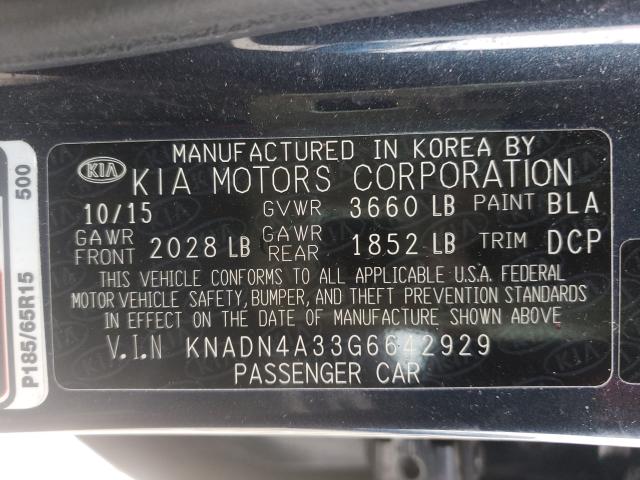 MANUFACTURED IN KOREA BY
KIA KIA MOTORS CORPORATION
10/15 GVWR 3660 LB PAINT BLA
GAWR FRONT 2028 LB GAWR REAR 1852 LB TRIM DCP
THIS VEHICLE CONFORMS TO ALL APPLICABLE U.S.A. FEDERAL
MOTOR VEHICLE SAFETY, BUMPER, AND THEFT PREVENTION STANDARDS
IN EFFECT ON THE DATE OF MANUFACTURE SHOWN ABOVE
V.I.N KNADN4A33G6642929
PASSENGER CAR
P185/65R15 500